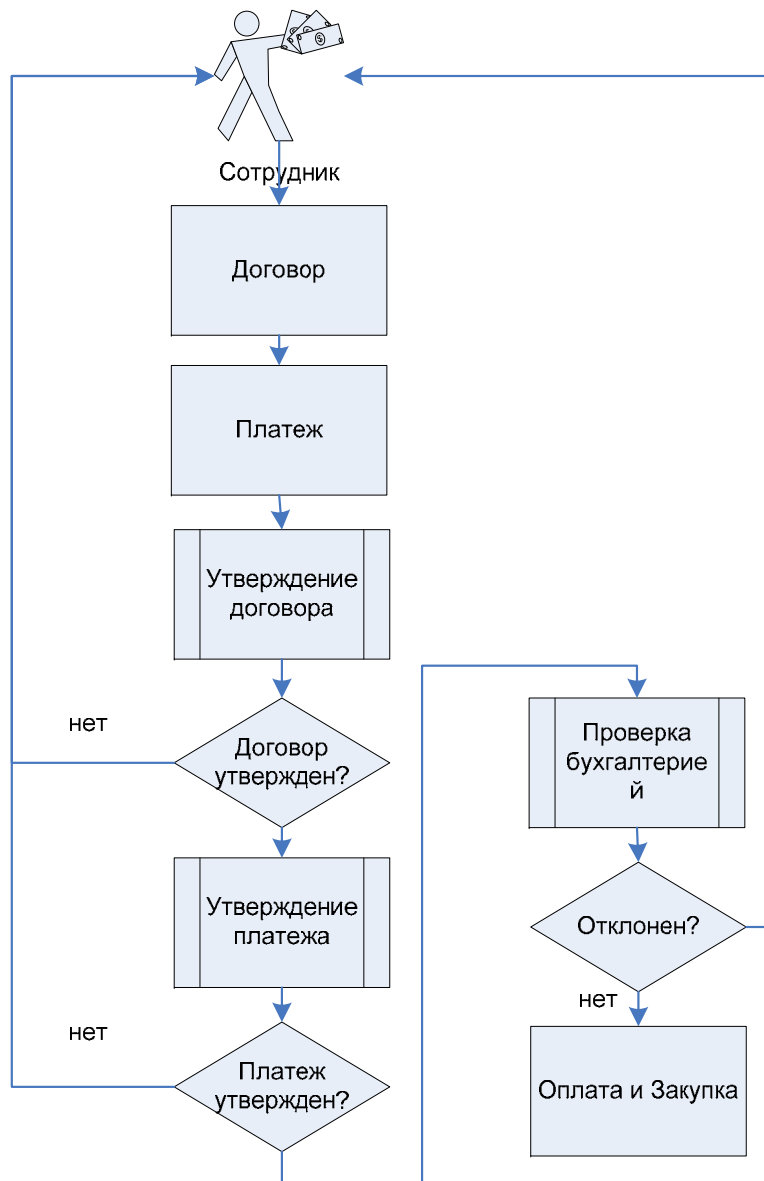 Сотрудник
Договор
Платеж
Утверждение
договора
нет
Договор
утвержден?
Утверждение
платежа
нет
Платеж
утвержден?
Проверка
бухгалтерие
й
Отклонен?
нет
Оплата и Закупка